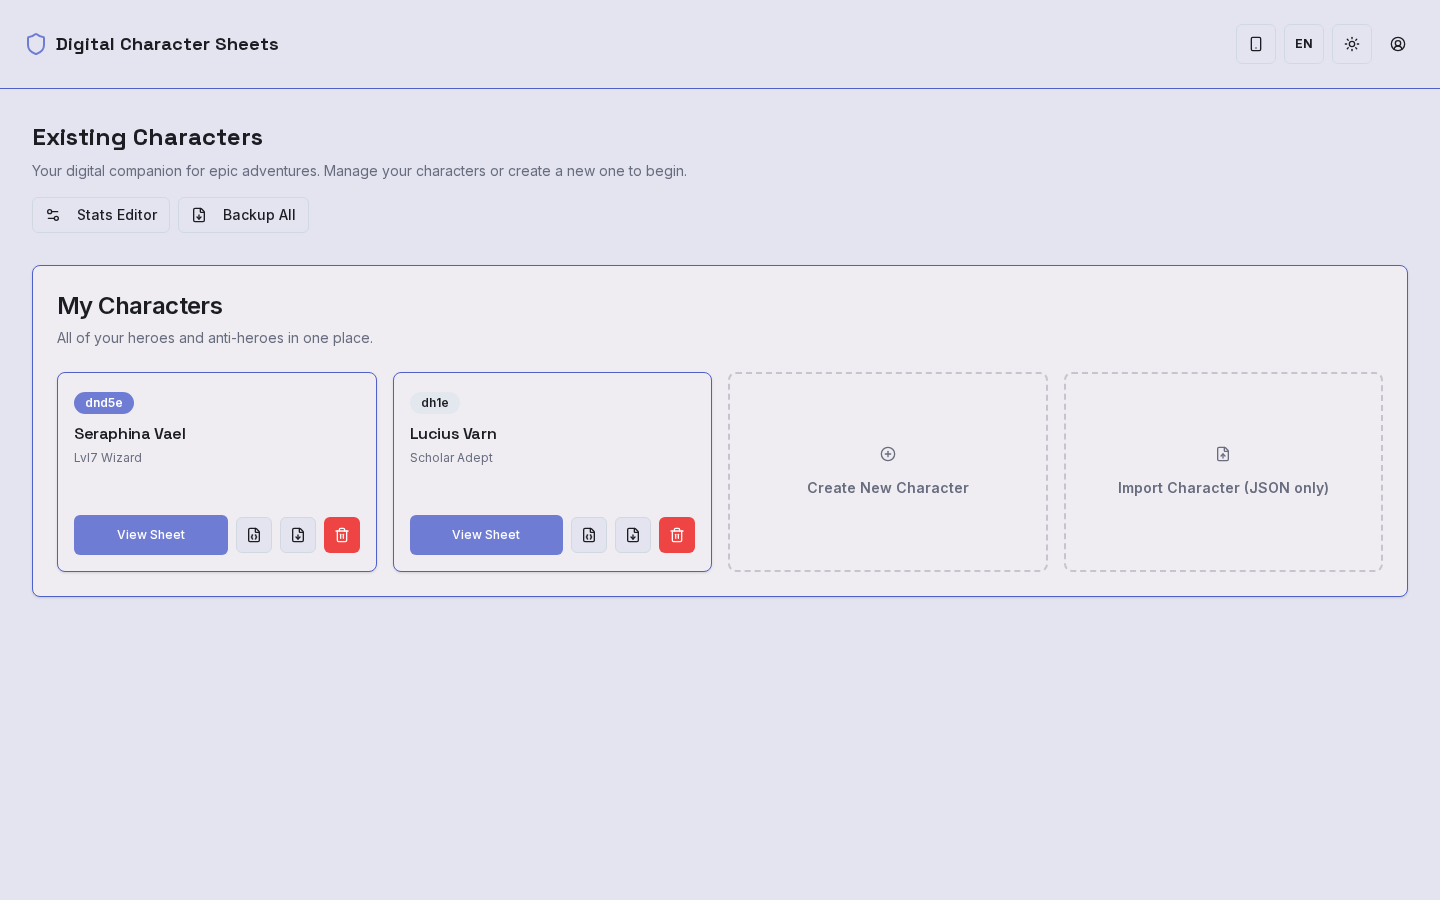 Digital Character Sheets
EN
Existing Characters
Your digital companion for epic adventures. Manage your characters or create a new one to begin.
Stats Editor
Backup All
My Characters
All of your heroes and anti-heroes in one place.
dnd5e
Seraphina Vael
Lvl7 Wizard
View Sheet
dh1e
Lucius Varn
Scholar Adept
View Sheet
Create New Character
Import Character (JSON only)